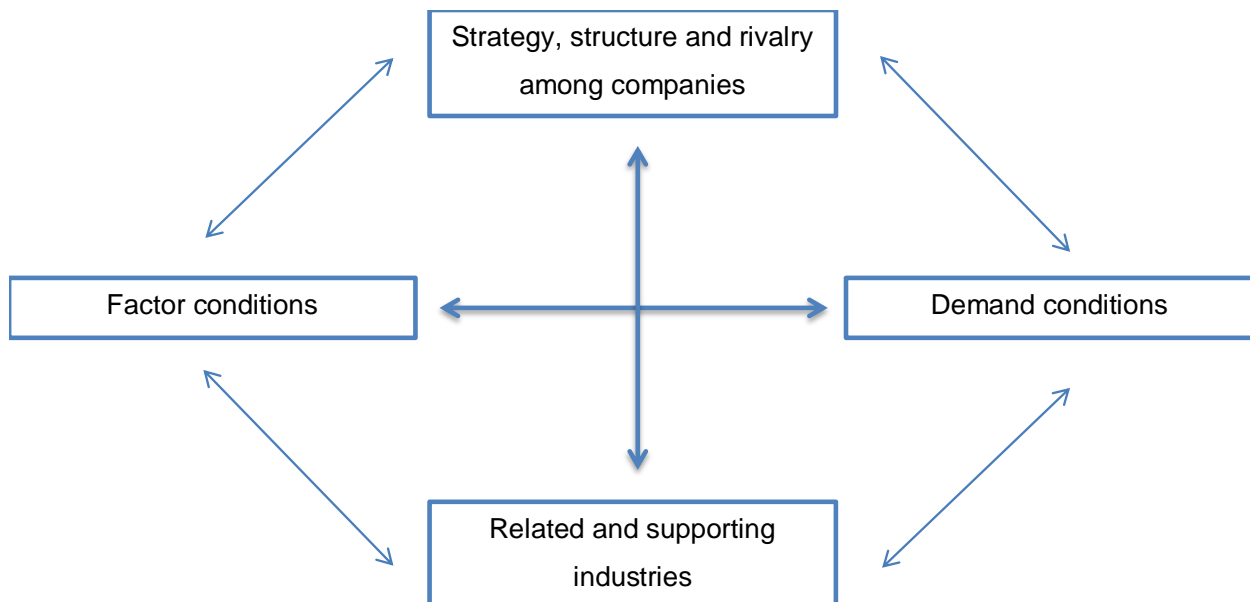 Strategy, structure and rivalry
among companies
Factor conditions
Demand conditions
Related and supporting
industries